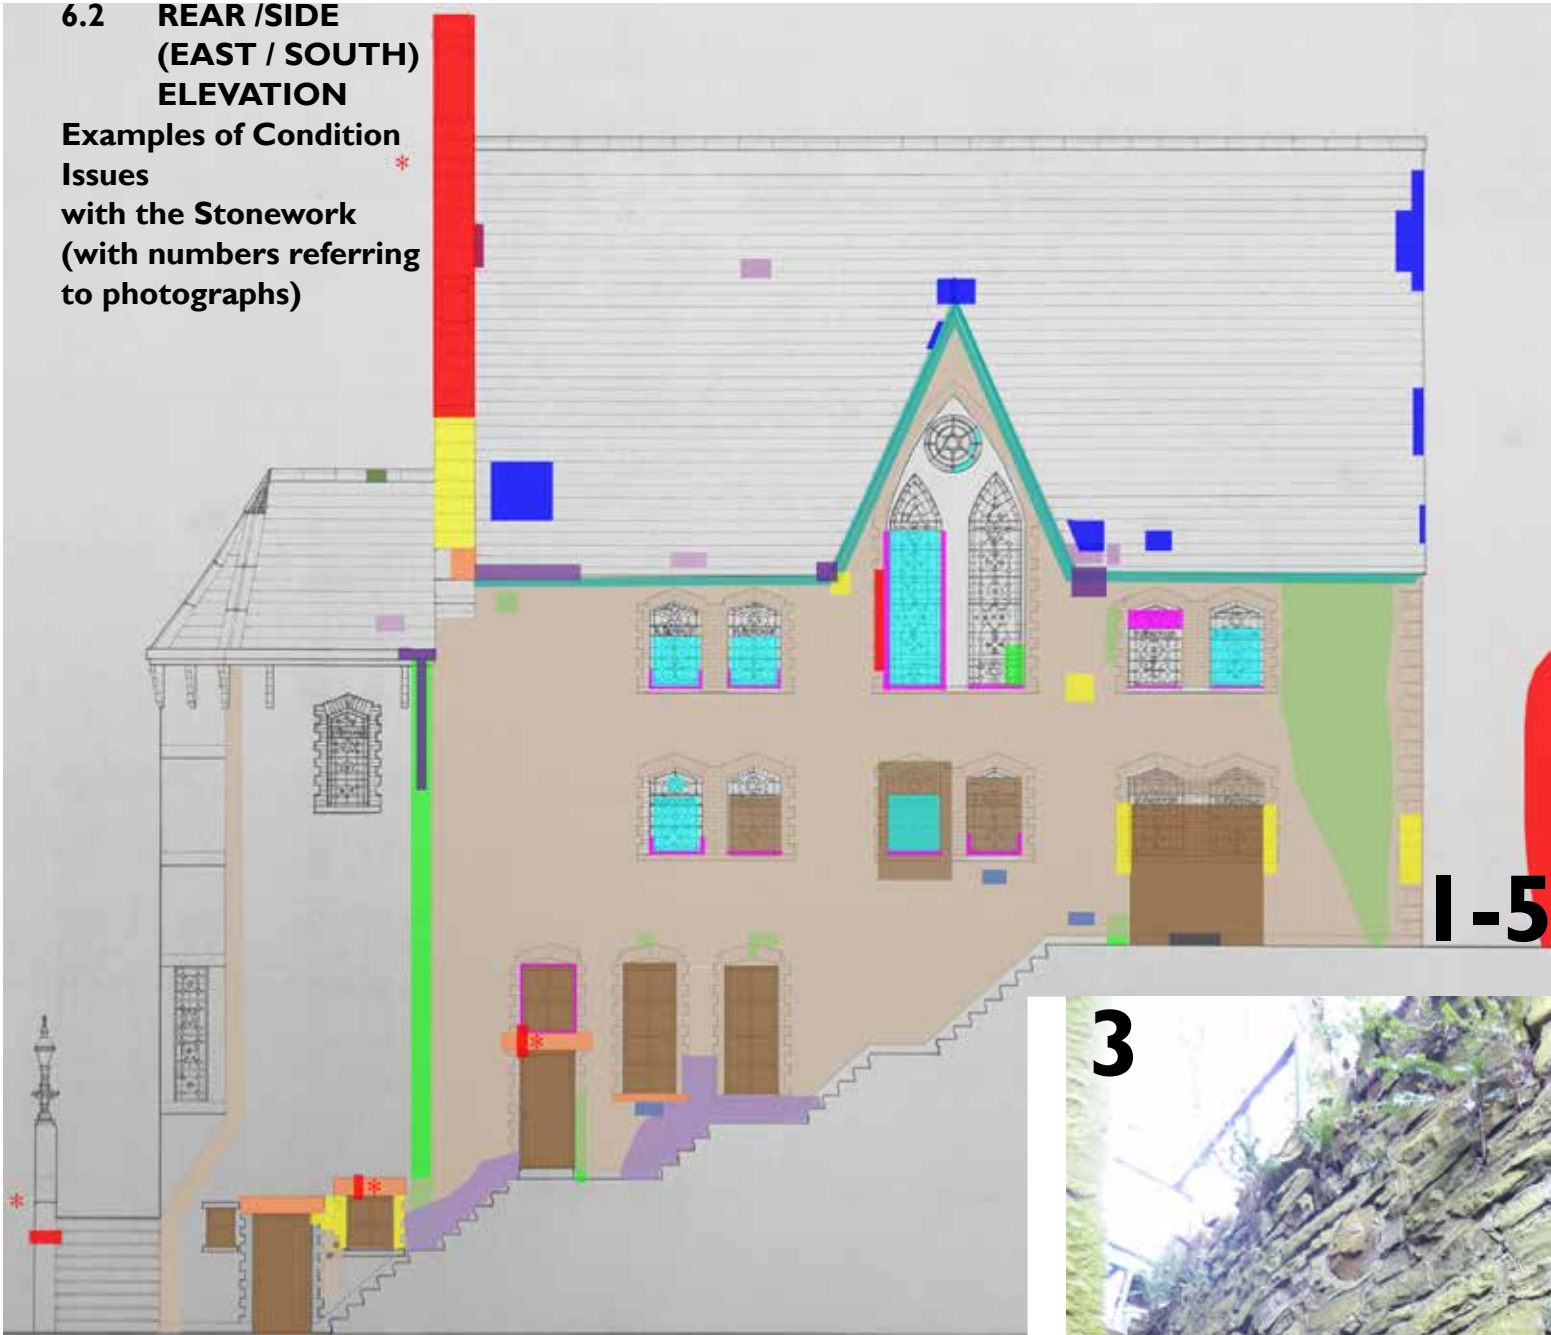 6.2 REAR /SIDE
(EAST / SOUTH)
ELEVATION
Examples of Condition
Issues
with the Stonework
(with numbers referring
to photographs)
*
*
*
*
1-5
3